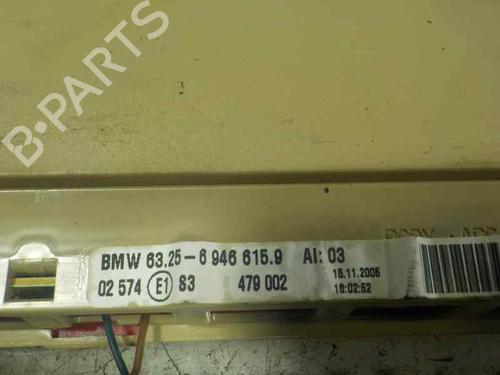 B-PARTS
BMW 63.25-6 946 615.9 AI: 03
02 574 E1 83 479 002
15.11.2006
16:02:52